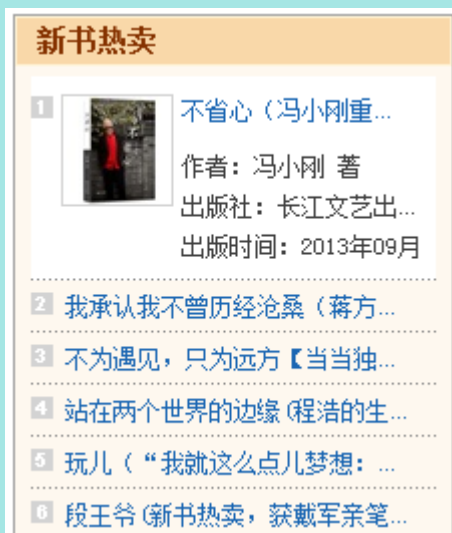 新书热卖
1
不省心（冯小刚重...
作者：冯小刚 著
出版社：长江文艺出...
出版时间：2013年09月
2 我承认我不曾历经沧桑（蒋方...
3 不为遇见，只为远方【当当独...
4 站在两个世界的边缘(程浩的生...
5 玩儿（“我就这么点儿梦想：...
6 段王爷(新书热卖，获戴军亲笔...